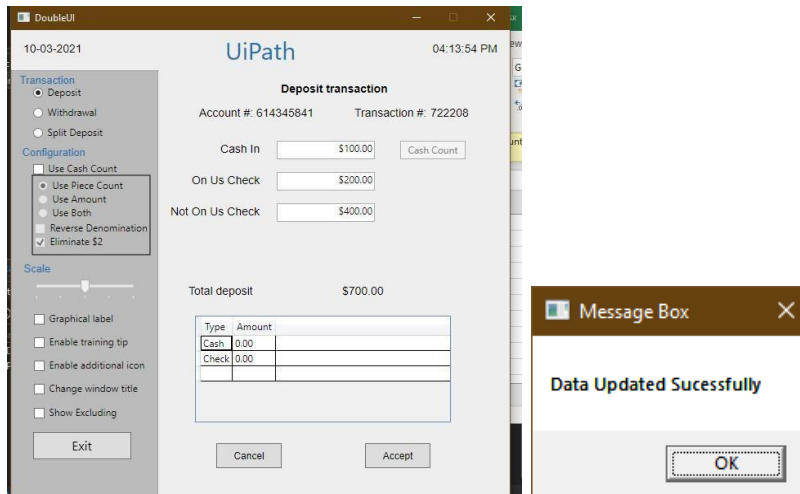 DoubleUI
10-03-2021
UiPath
04:13:54 PM
Transaction
Deposit
Withdrawal
Split Deposit
Configuration
Use Cash Count
Use Piece Count
Use Amount
Use Both
Reverse Denomination
Eliminate $2
Scale
Graphical label
Enable training tip
Enable additional icon
Change window title
Show Excluding
Exit
Deposit transaction
Account #: 614345841 Transaction #: 722208
Cash In $100.00 Cash Count
On Us Check $200.00
Not On Us Check $400.00
Total deposit $700.00
Type Amount
Cash 0.00
Check 0.00
Cancel Accept
Message Box
Data Updated Sucessfully
OK